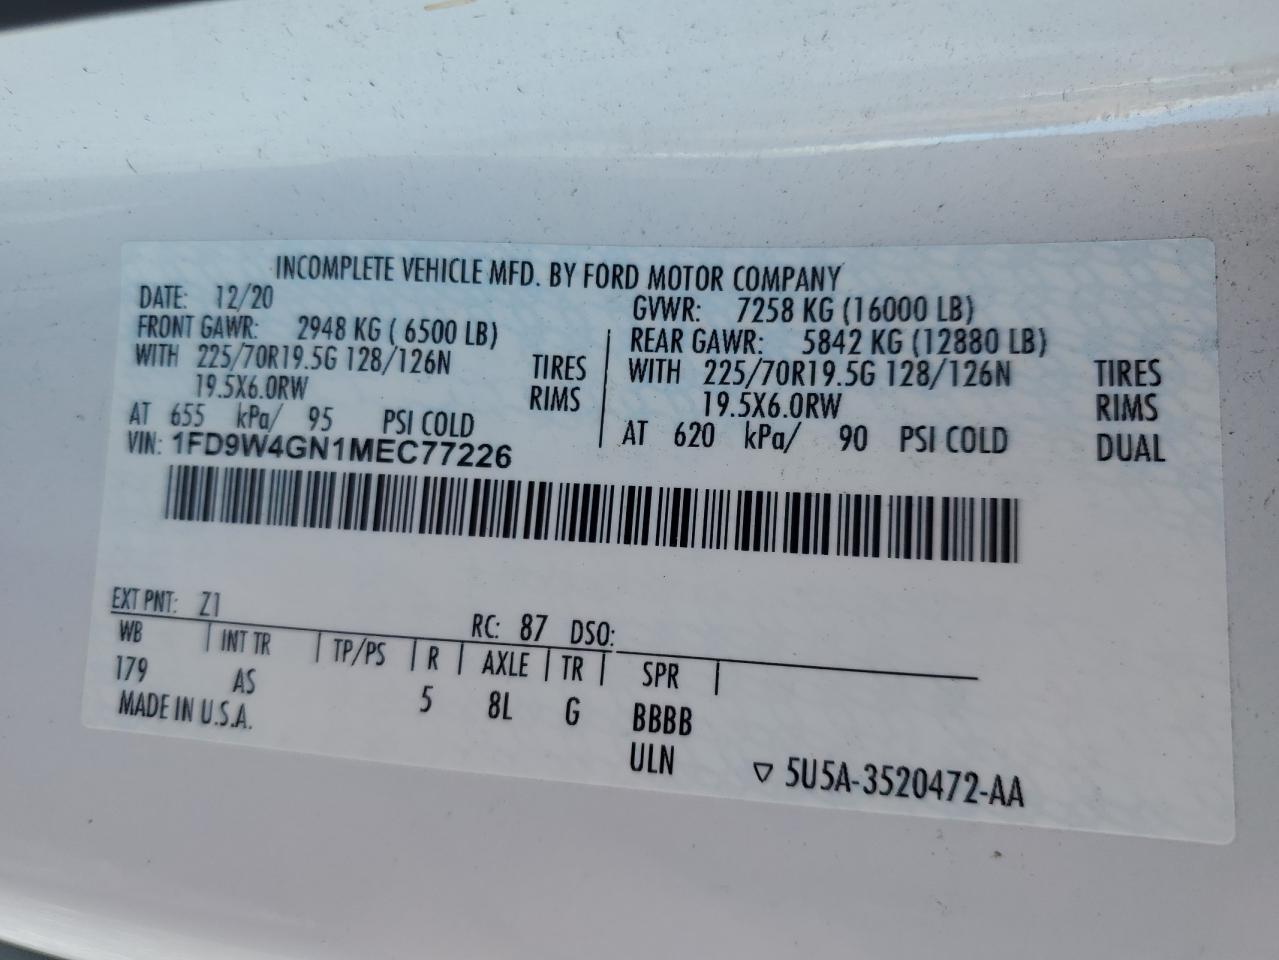 INCOMPLETE VEHICLE MFD. BY FORD MOTOR COMPANY
DATE: 12/20 GVWR: 7258 KG (16000 LB)
FRONT GAWR: 2948 KG ( 6500 LB) REAR GAWR: 5842 KG (12880 LB)
WITH 225/70R19.5G 128/126N TIRES WITH 225/70R19.5G 128/126N TIRES
19.5X6.0RW RIMS 19.5X6.0RW RIMS
AT 655 kPa/ 95 PSI COLD AT 620 kPa/ 90 PSI COLD DUAL
VIN: 1FD9W4GN1MEC77226
EXT PNT: Z1 RC: 87 DSO:
WB INT TR TP/PS R AXLE TR SPR
179 AS 5 8L G BBBB
MADE IN U.S.A. ULN ▽ 5U5A-3520472-AA